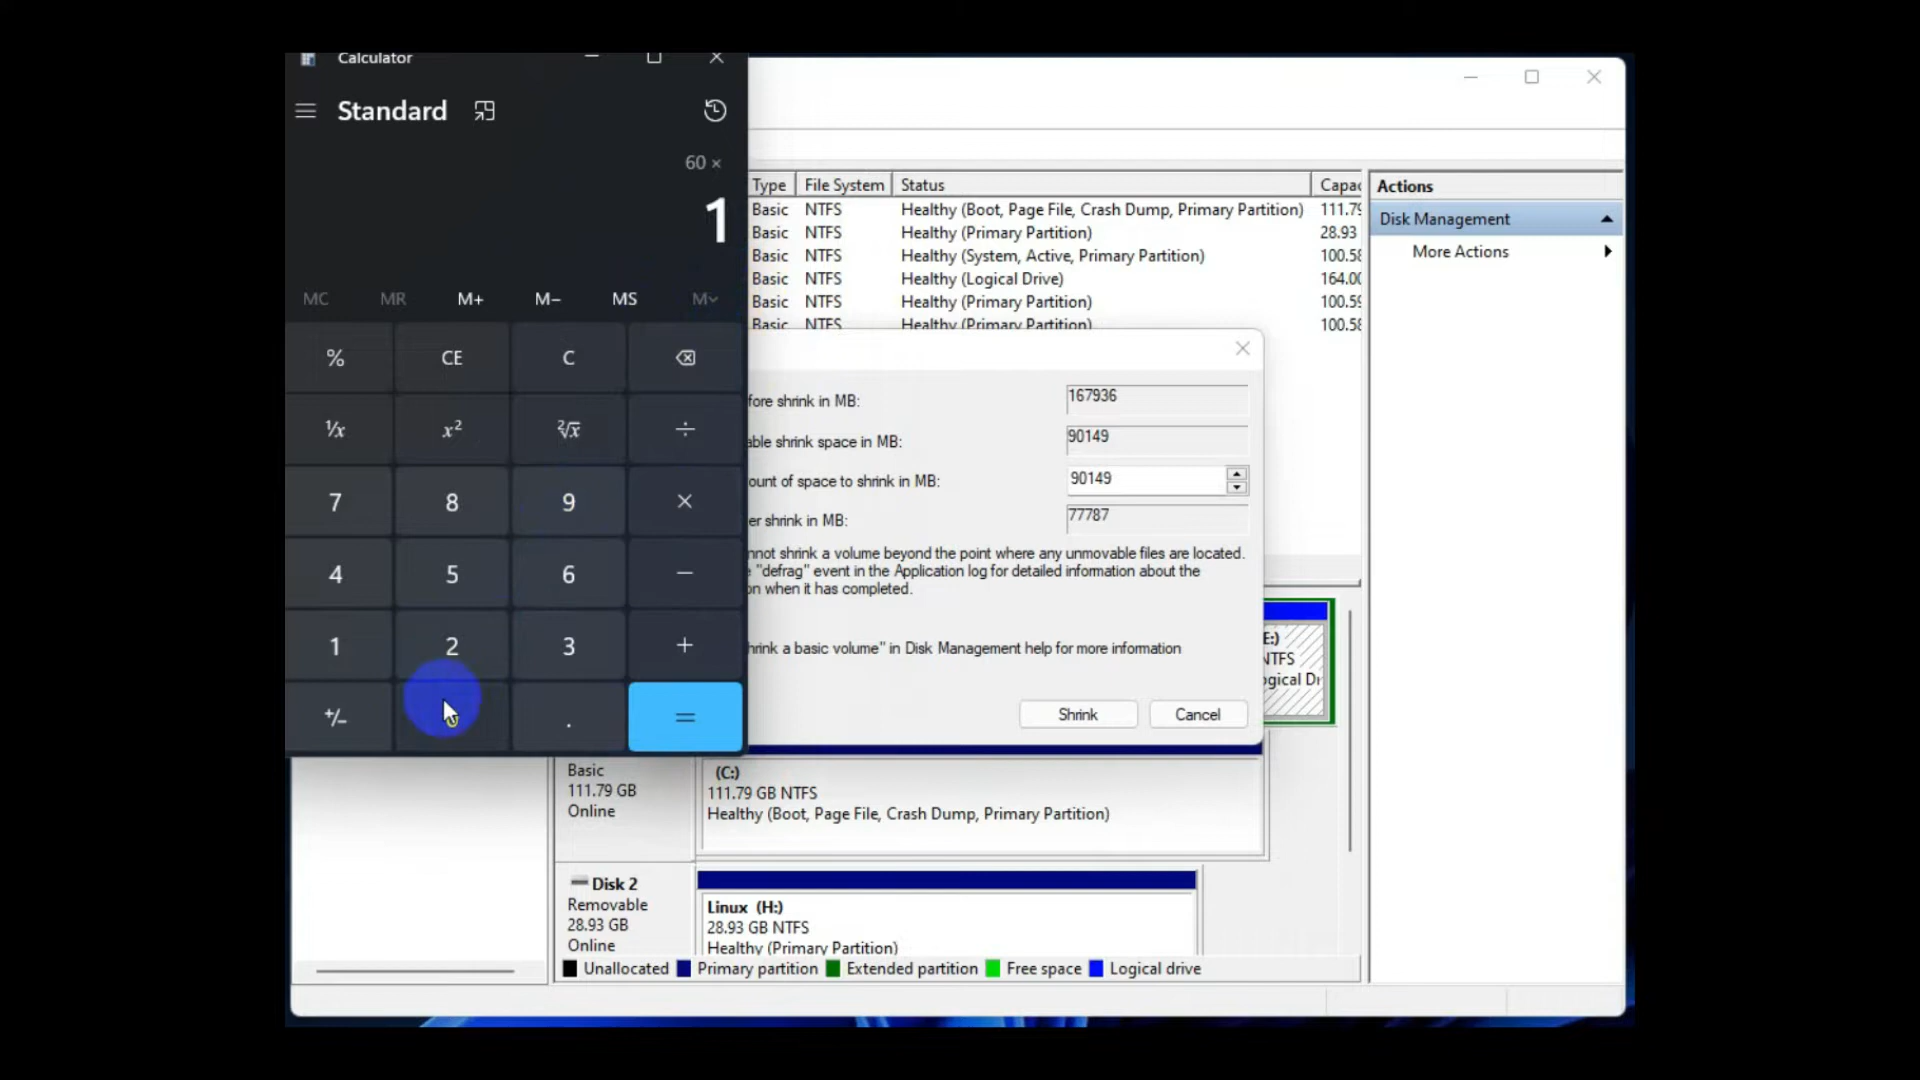 Calculator
Standard
60 ×
1
MC MR M+ M− MS M
% CE C
⅟x x² ²√x ÷
7 8 9 ×
4 5 6 −
1 2 3 +
+/− . =
Type File System Status Capac
Basic NTFS Healthy (Boot, Page File, Crash Dump, Primary Partition) 111.79
Basic NTFS Healthy (Primary Partition) 28.93
Basic NTFS Healthy (System, Active, Primary Partition) 100.58
Basic NTFS Healthy (Logical Drive) 164.00
Basic NTFS Healthy (Primary Partition) 100.59
Basic NTFS Healthy (Primary Partition) 100.58
Actions
Disk Management
More Actions
fore shrink in MB: 167936
able shrink space in MB: 90149
ount of space to shrink in MB: 90149
er shrink in MB: 77787
nnot shrink a volume beyond the point where any unmovable files are located.
"defrag" event in the Application log for detailed information about the
on when it has completed.
hrink a basic volume" in Disk Management help for more information
Shrink Cancel
E:)
NTFS
ogical Dr
Basic
111.79 GB
Online
(C:)
111.79 GB NTFS
Healthy (Boot, Page File, Crash Dump, Primary Partition)
Disk 2
Removable
28.93 GB
Online
Linux (H:)
28.93 GB NTFS
Healthy (Primary Partition)
Unallocated Primary partition Extended partition Free space Logical drive